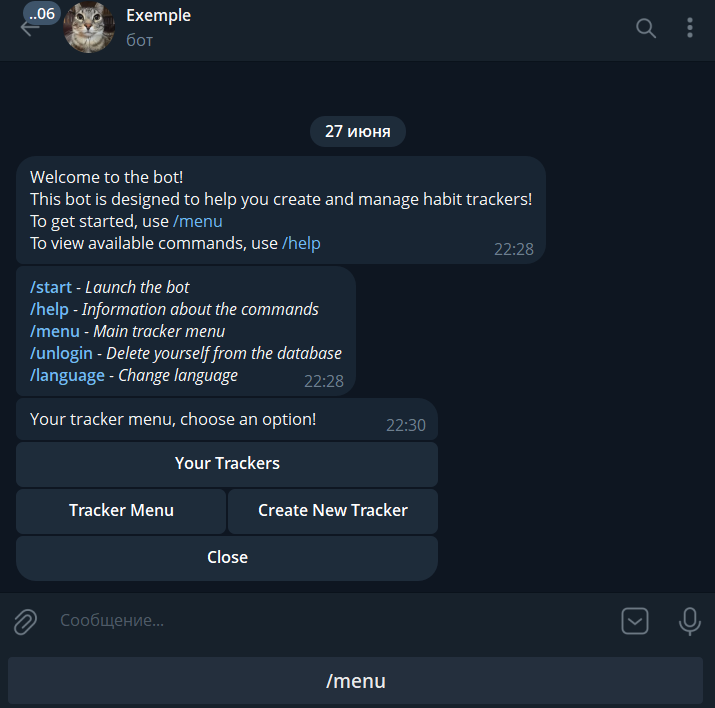 ..06
Exemple
бот
27 июня
Welcome to the bot!
This bot is designed to help you create and manage habit trackers!
To get started, use /menu
To view available commands, use /help
22:28
/start - Launch the bot
/help - Information about the commands
/menu - Main tracker menu
/unlogin - Delete yourself from the database
/language - Change language
22:28
Your tracker menu, choose an option!
22:30
Your Trackers
Tracker Menu
Create New Tracker
Close
Сообщение...
/menu